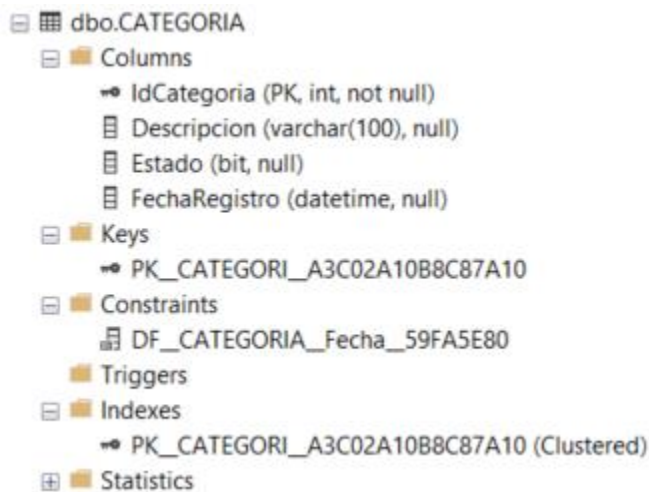 dbo.CATEGORIA
Columns
IdCategoria (PK, int, not null)
Descripcion (varchar(100), null)
Estado (bit, null)
FechaRegistro (datetime, null)
Keys
PK__CATEGORI__A3C02A10B8C87A10
Constraints
DF__CATEGORIA__Fecha__59FA5E80
Triggers
Indexes
PK__CATEGORI__A3C02A10B8C87A10 (Clustered)
Statistics